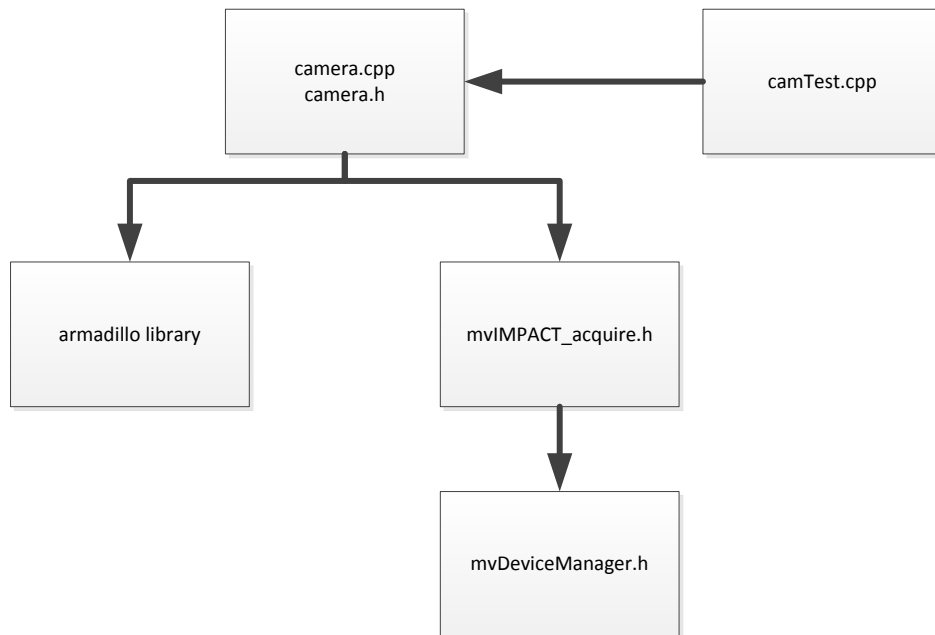 camera.cpp
camera.h
camTest.cpp
armadillo library
mvIMPACT_acquire.h
mvDeviceManager.h